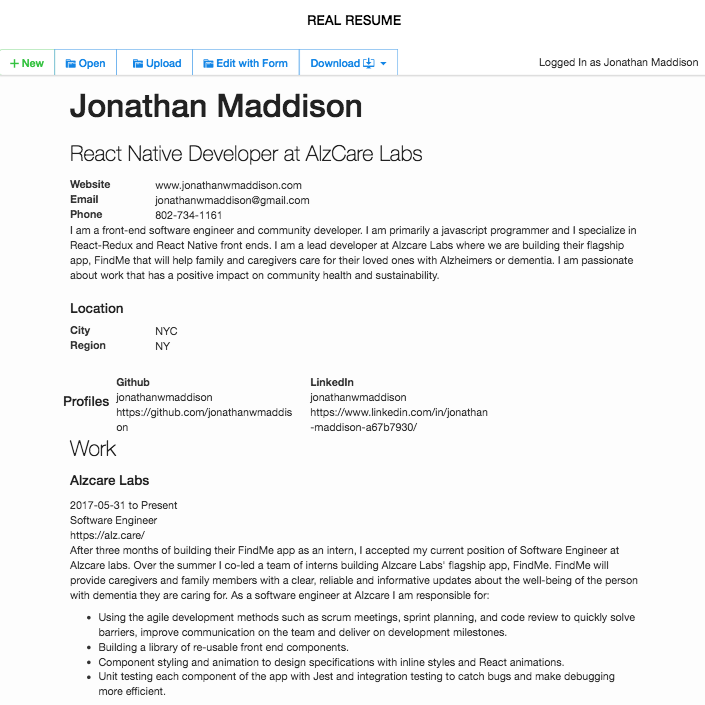 REAL RESUME
+ New Open Upload Edit with Form Download Logged In as Jonathan Maddison
Jonathan Maddison
React Native Developer at AlzCare Labs
Website www.jonathanwmaddison.com
Email jonathanwmaddison@gmail.com
Phone 802-734-1161
I am a front-end software engineer and community developer. I am primarily a javascript programmer and I specialize in
React-Redux and React Native front ends. I am a lead developer at Alzcare Labs where we are building their flagship
app, FindMe that will help family and caregivers care for their loved ones with Alzheimers or dementia. I am passionate
about work that has a positive impact on community health and sustainability.
Location
City NYC
Region NY
Profiles
Github
jonathanwmaddison
https://github.com/jonathanwmaddis
on
LinkedIn
jonathanwmaddison
https://www.linkedin.com/in/jonathan
-maddison-a67b7930/
Work
Alzcare Labs
2017-05-31 to Present
Software Engineer
https://alz.care/
After three months of building their FindMe app as an intern, I accepted my current position of Software Engineer at
Alzcare labs. Over the summer I co-led a team of interns building Alzcare Labs' flagship app, FindMe. FindMe will
provide caregivers and family members with a clear, reliable and informative updates about the well-being of the person
with dementia they are caring for. As a software engineer at Alzcare I am responsible for:
• Using the agile development methods such as scrum meetings, sprint planning, and code review to quickly solve
barriers, improve communication on the team and deliver on development milestones.
• Building a library of re-usable front end components.
• Component styling and animation to design specifications with inline styles and React animations.
• Unit testing each component of the app with Jest and integration testing to catch bugs and make debugging
more efficient.